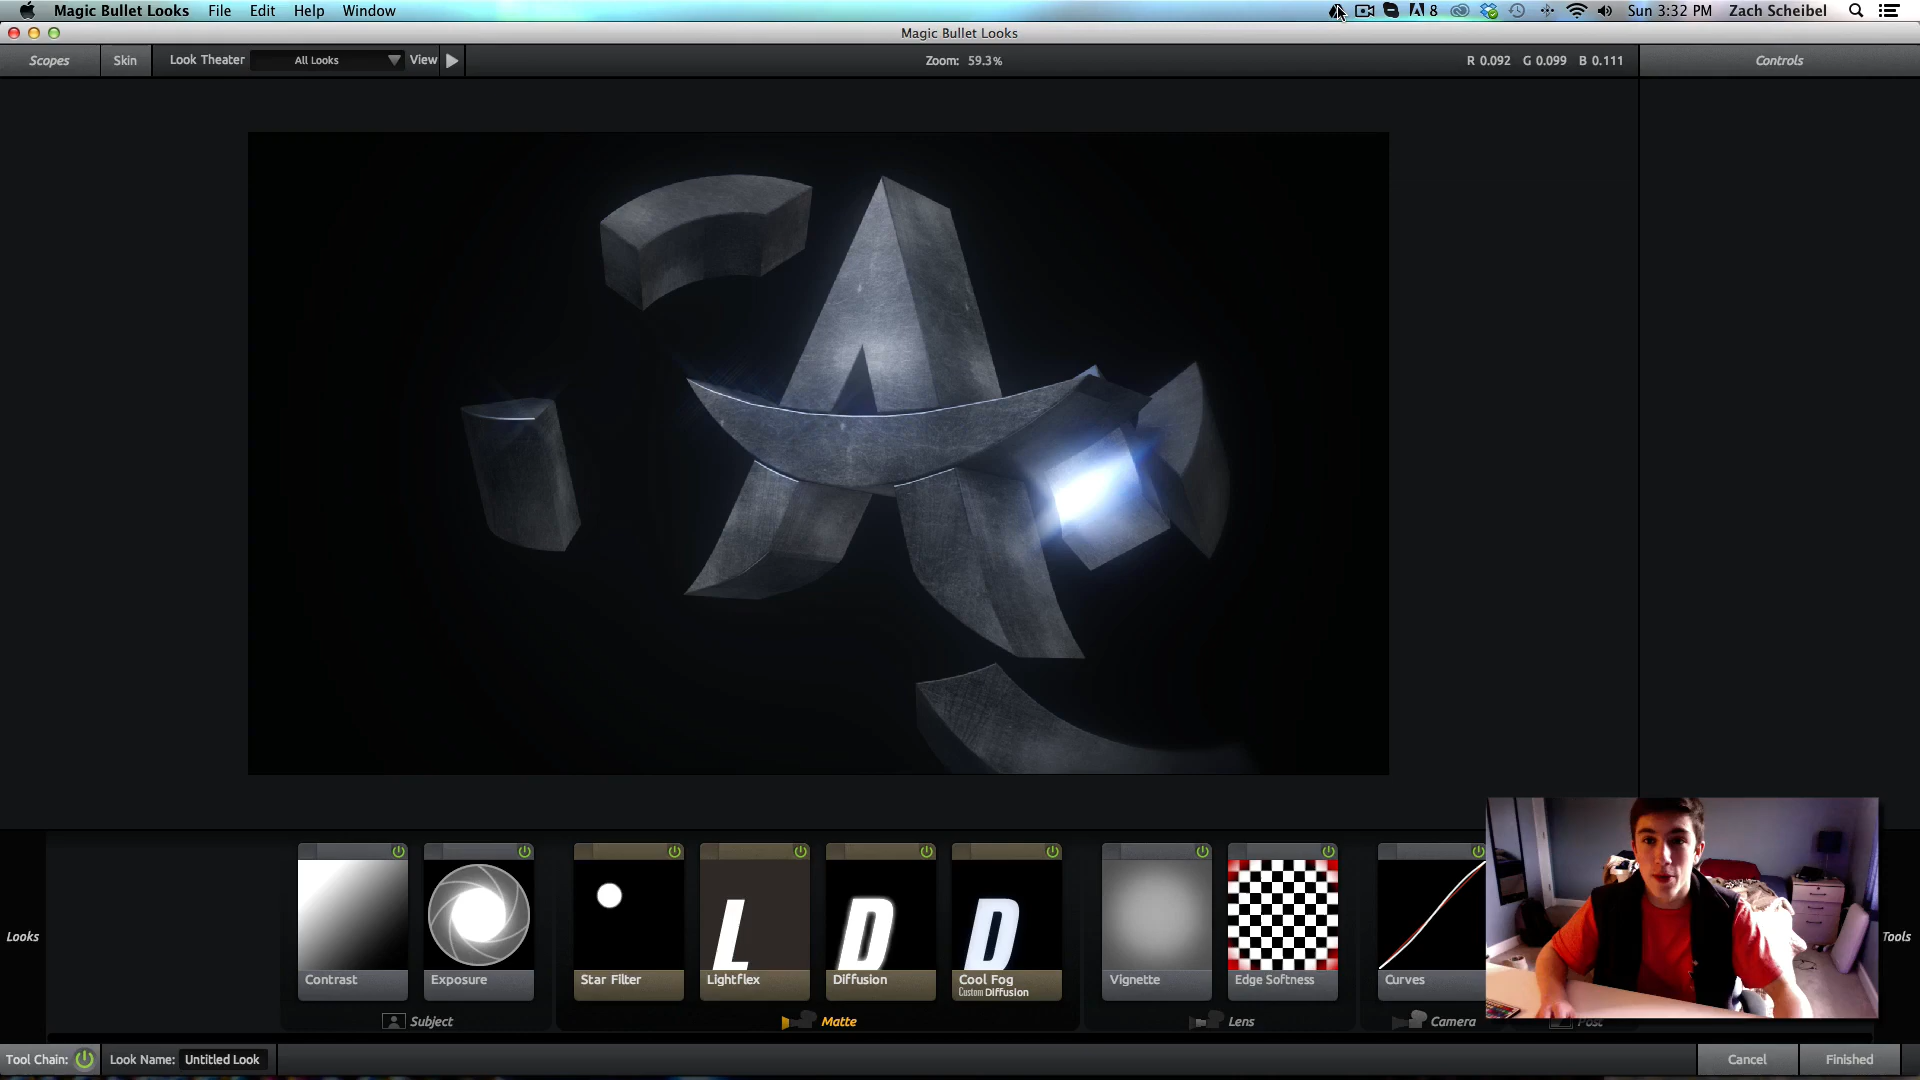 Magic Bullet Looks File Edit Help Window 8 Sun 3:32 PM Zach Scheibel
Magic Bullet Looks
Scopes Skin Look Theater All Looks View Zoom: 59.3% R 0.092 G 0.099 B 0.111 Controls
L D D
Looks Tools
Contrast Exposure Star Filter Lightflex Diffusion Cool Fog Vignette Edge Softness Curves
Custom Diffusion
Subject Matte Lens Camera Post
Tool Chain: Look Name: Untitled Look Cancel Finished